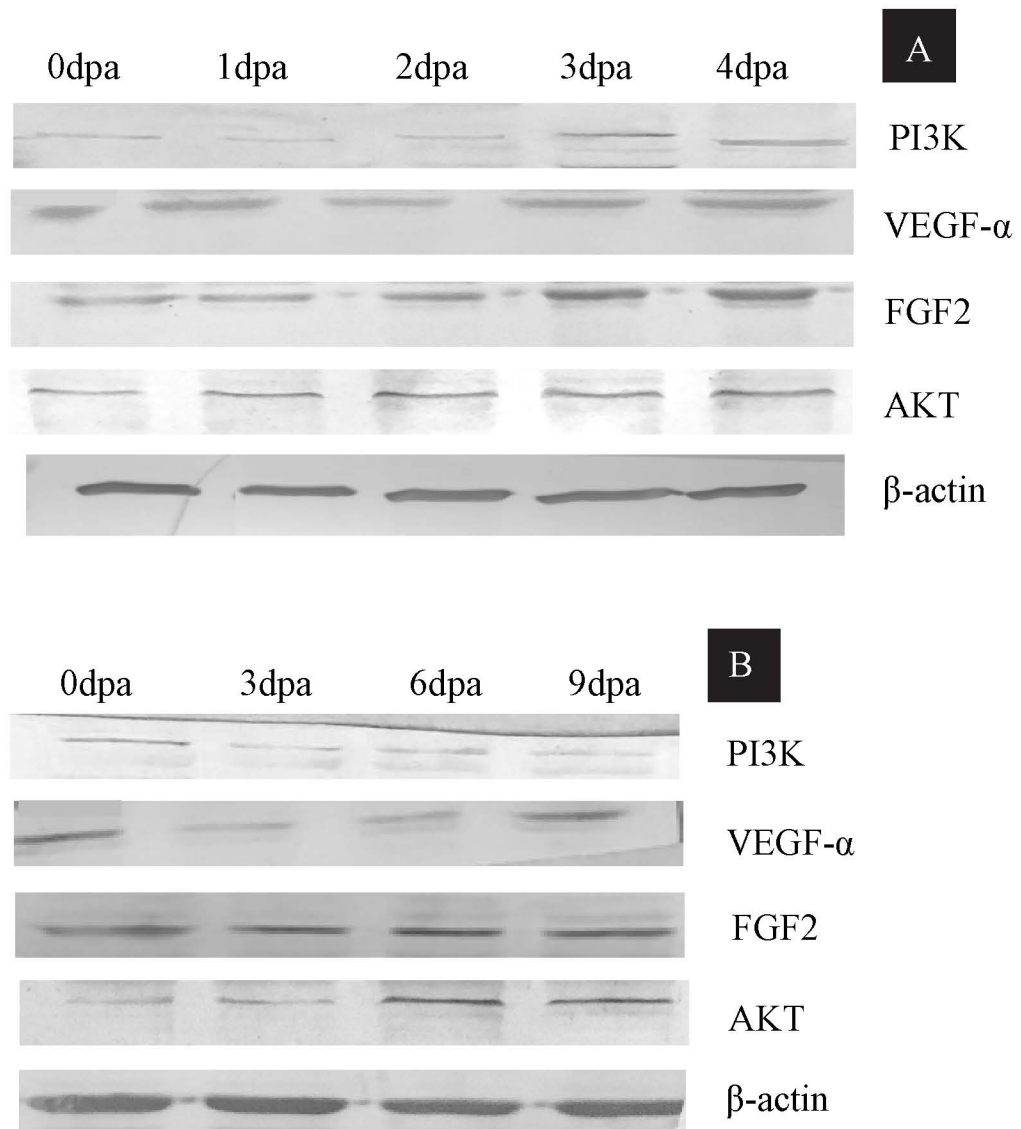 A
0dpa 1dpa 2dpa 3dpa 4dpa
PI3K
VEGF-α
FGF2
AKT
β-actin
B
0dpa 3dpa 6dpa 9dpa
PI3K
VEGF-α
FGF2
AKT
β-actin